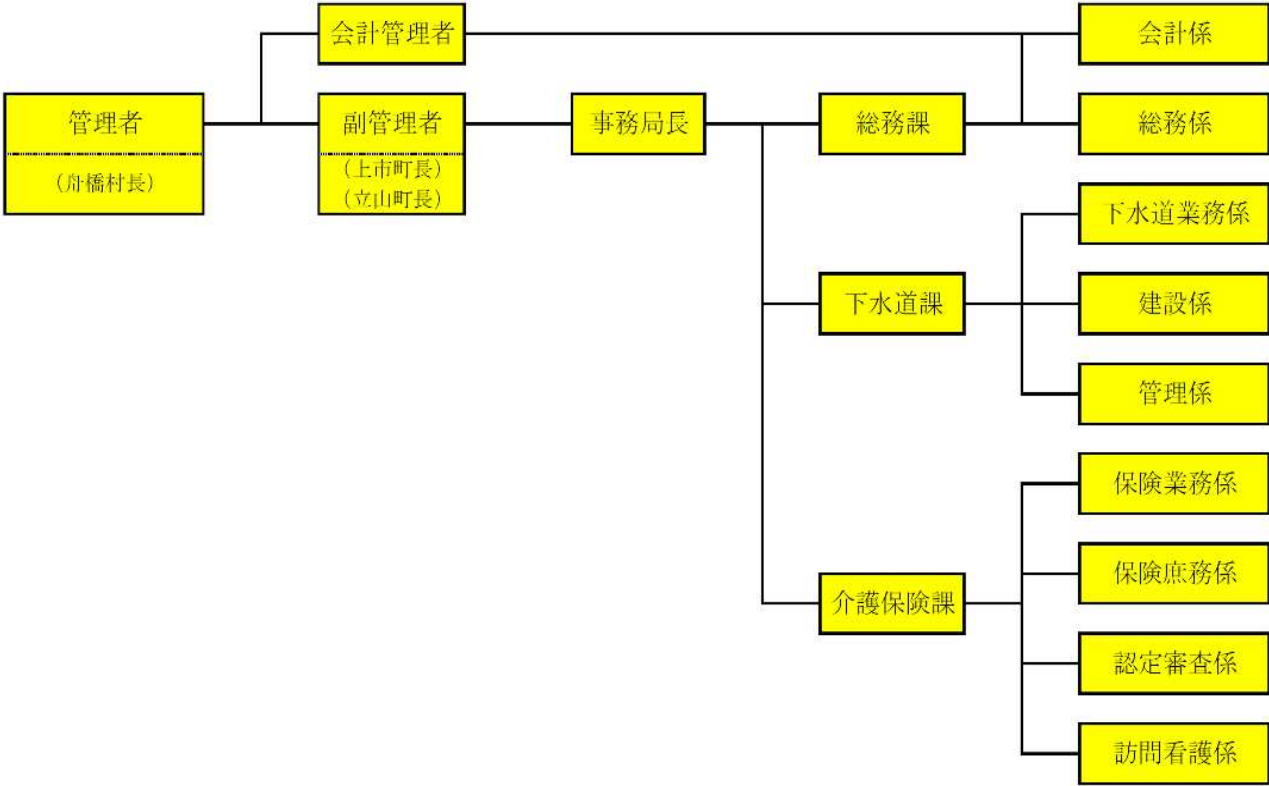 会計管理者
会計係
管理者
(舟橋村長)
副管理者
(上市町長)
(立山町長)
事務局長
総務課
総務係
下水道業務係
下水道課
建設係
管理係
保険業務係
保険庶務係
介護保険課
認定審査係
訪問看護係